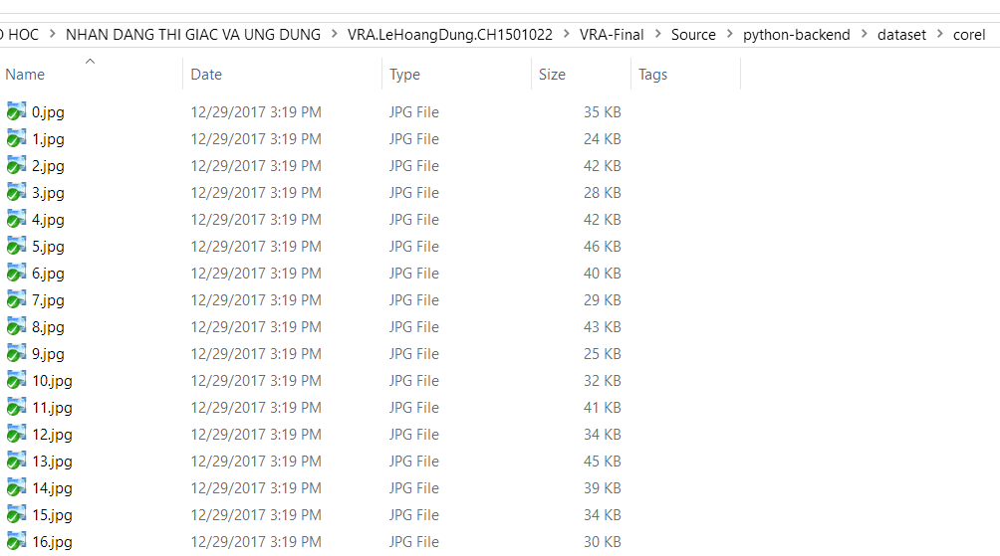 O HOC > NHAN DANG THI GIAC VA UNG DUNG > VRA.LeHoangDung.CH1501022 > VRA-Final > Source > python-backend > dataset > corel
Name Date Type Size Tags
0.jpg 12/29/2017 3:19 PM JPG File 35 KB
1.jpg 12/29/2017 3:19 PM JPG File 24 KB
2.jpg 12/29/2017 3:19 PM JPG File 42 KB
3.jpg 12/29/2017 3:19 PM JPG File 28 KB
4.jpg 12/29/2017 3:19 PM JPG File 42 KB
5.jpg 12/29/2017 3:19 PM JPG File 46 KB
6.jpg 12/29/2017 3:19 PM JPG File 40 KB
7.jpg 12/29/2017 3:19 PM JPG File 29 KB
8.jpg 12/29/2017 3:19 PM JPG File 43 KB
9.jpg 12/29/2017 3:19 PM JPG File 25 KB
10.jpg 12/29/2017 3:19 PM JPG File 32 KB
11.jpg 12/29/2017 3:19 PM JPG File 41 KB
12.jpg 12/29/2017 3:19 PM JPG File 34 KB
13.jpg 12/29/2017 3:19 PM JPG File 45 KB
14.jpg 12/29/2017 3:19 PM JPG File 39 KB
15.jpg 12/29/2017 3:19 PM JPG File 34 KB
16.jpg 12/29/2017 3:19 PM JPG File 30 KB